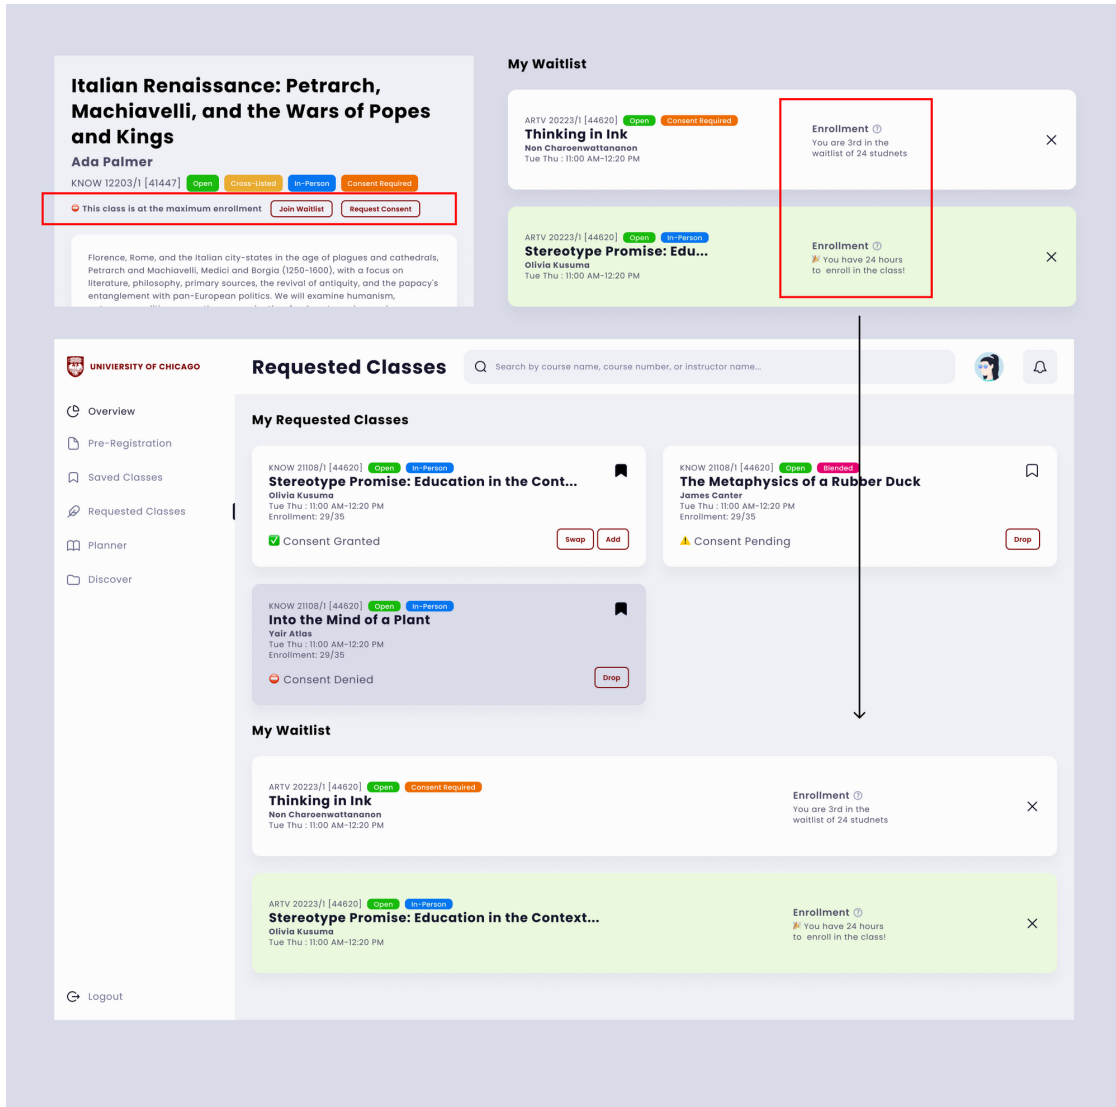 Italian Renaissance: Petrarch,
Machiavelli, and the Wars of Popes
and Kings
Ada Palmer
KNOW 12203/1 [41447] Open Cross-Listed In-Person Consent Required
This class is at the maximum enrollment Join Waitlist Request Consent
Florence, Rome, and the Italian city-states in the age of plagues and cathedrals,
Petrarch and Machiavelli, Medici and Borgia (1250-1600), with a focus on
literature, philosophy, primary sources, the revival of antiquity, and the papacy's
entanglement with pan-European politics. We will examine humanism,
My Waitlist
ARTV 20223/1 [44620] Open Consent Required
Thinking in Ink
Non Charoenwattananon
Tue Thu : 11:00 AM-12:20 PM
Enrollment ?
You are 3rd in the
waitlist of 24 studnets
ARTV 20223/1 [44620] Open In-Person
Stereotype Promise: Edu...
Olivia Kusuma
Tue Thu : 11:00 AM-12:20 PM
Enrollment ?
🎉 You have 24 hours
to enroll in the class!
UNIVIERSITY OF CHICAGO
Requested Classes
Search by course name, course number, or instructor name...
Overview
Pre-Registration
Saved Classes
Requested Classes
Planner
Discover
Logout
My Requested Classes
KNOW 21108/1 [44620] Open In-Person
Stereotype Promise: Education in the Cont...
Olivia Kusuma
Tue Thu : 11:00 AM-12:20 PM
Enrollment: 29/35
✅ Consent Granted
Swap Add
KNOW 21108/1 [44620] Open Blended
The Metaphysics of a Rubber Duck
James Canter
Tue Thu : 11:00 AM-12:20 PM
Enrollment: 29/35
⚠️ Consent Pending
Drop
KNOW 21108/1 [44620] Open In-Person
Into the Mind of a Plant
Yair Atlas
Tue Thu : 11:00 AM-12:20 PM
Enrollment: 29/35
⛔ Consent Denied
Drop
My Waitlist
ARTV 20223/1 [44620] Open Consent Required
Thinking in Ink
Non Charoenwattananon
Tue Thu : 11:00 AM-12:20 PM
Enrollment ?
You are 3rd in the
waitlist of 24 studnets
ARTV 20223/1 [44620] Open In-Person
Stereotype Promise: Education in the Context...
Olivia Kusuma
Tue Thu : 11:00 AM-12:20 PM
Enrollment ?
🎉 You have 24 hours
to enroll in the class!